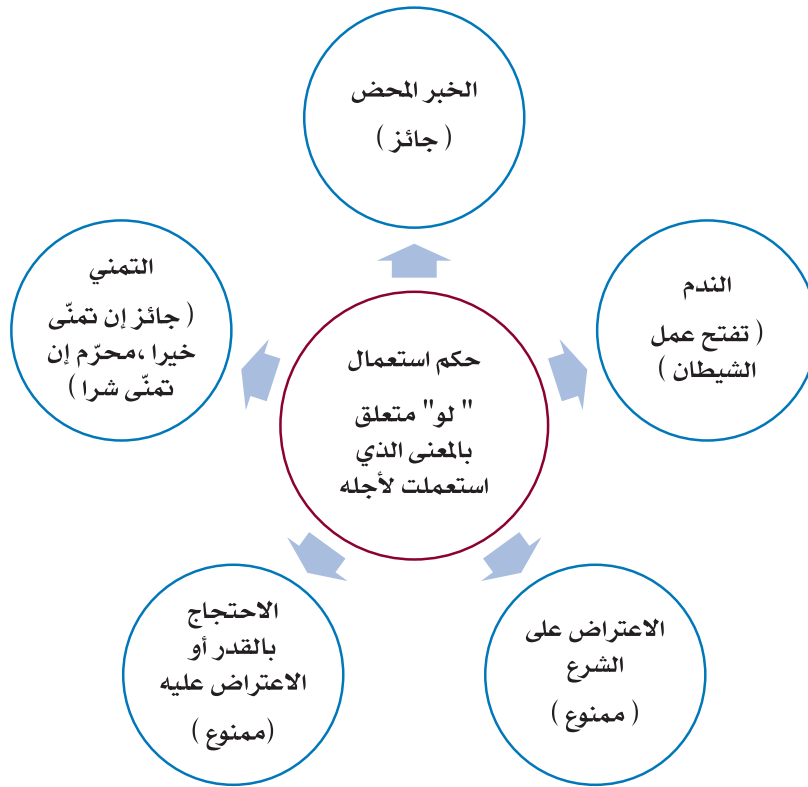 الخبر المحض
( جائز )
التمني
( جائز إن تمنّى
خيرا ،محرّم إن
تمنّى شرا )
الندم
( تفتح عمل
الشيطان )
حكم استعمال
"لو" متعلق
بالمعنى الذي
استعملت لأجله
الاحتجاج
بالقدر أو
الاعتراض عليه
(ممنوع )
الاعتراض على
الشرع
( ممنوع )